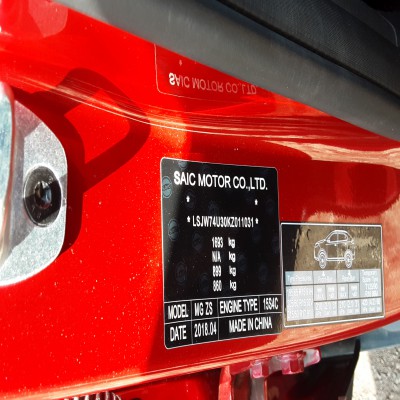 SAIC MOTOR CO.,LTD.
SAIC MOTOR CO.,LTD.
*
* LSJW74U30KZ011031 *
1693 kg
N/A kg
899 kg
860 kg
MODEL MG ZS ENGINE TYPE 15S4C
DATE 2018.04 MADE IN CHINA